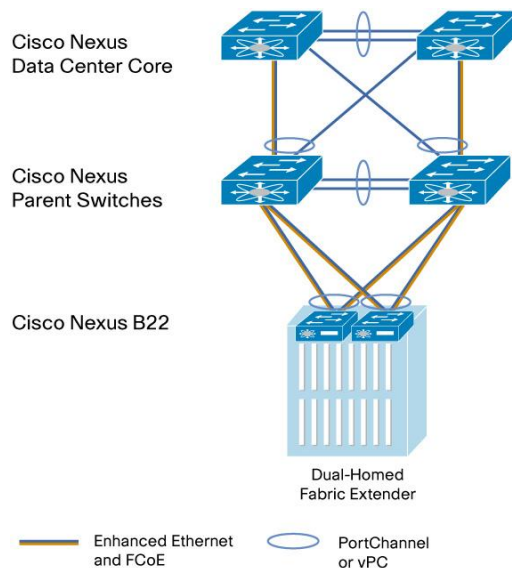 Cisco Nexus
Data Center Core
Cisco Nexus
Parent Switches
Cisco Nexus B22
Dual-Homed
Fabric Extender
Enhanced Ethernet
and FCoE
PortChannel
or vPC